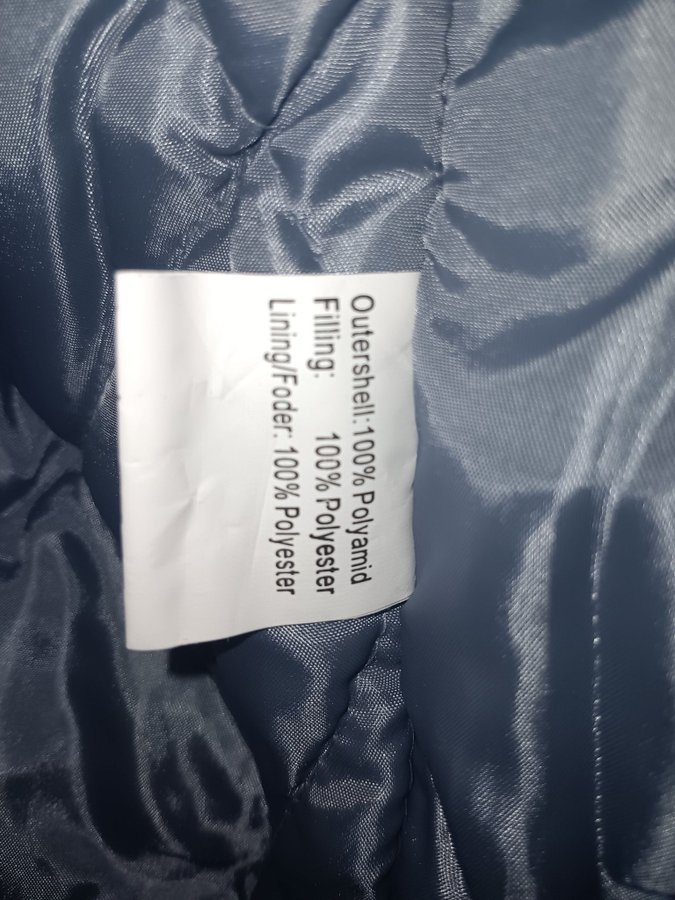 Outershell:100% Polyamid
Filling: 100% Polyester
Lining/Foder: 100% Polyester